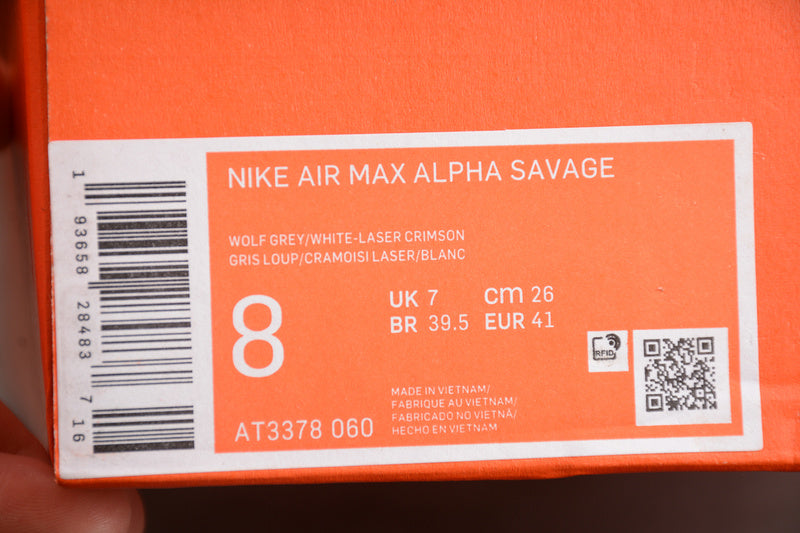 NIKE AIR MAX ALPHA SAVAGE
WOLF GREY/WHITE-LASER CRIMSON
GRIS LOUP/CRAMOISI LASER/BLANC
8
UK 7 cm 26
BR 39.5 EUR 41
AT3378 060
MADE IN VIETNAM/
FABRIQUE AU VIETNAM/
FABRICADO NO VIETNÃ/
HECHO EN VIETNAM
RFID
1 93658 28483 7 16